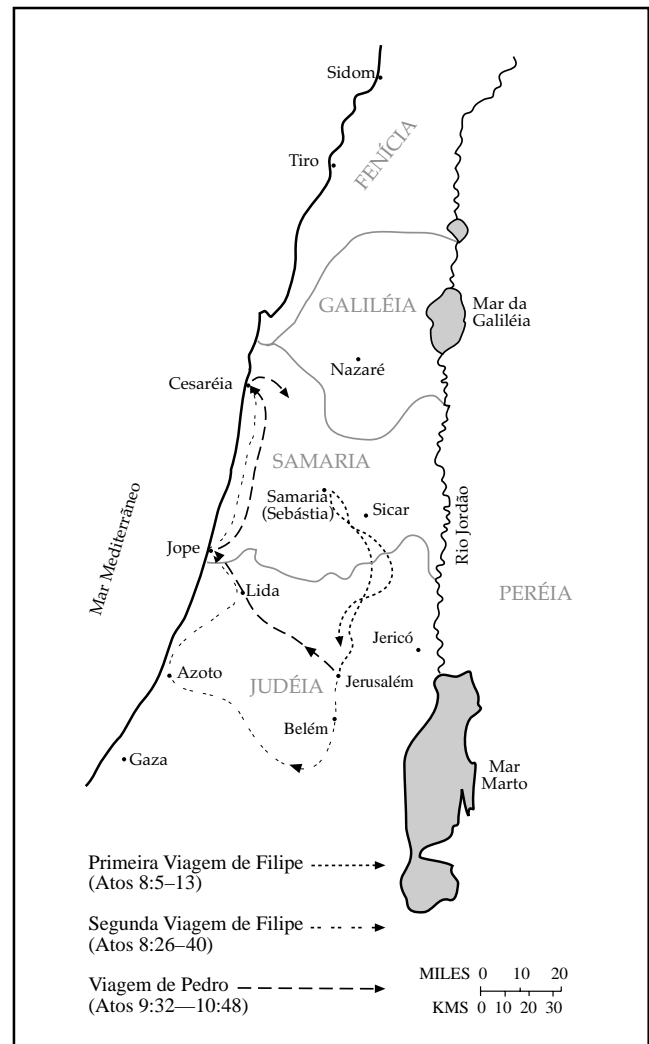 Sidom
Tiro
FENÍCIA
GALILÉIA
Mar da
Galiléia
Nazaré
Cesaréia
SAMARIA
Samaria
(Sebástia)
Sicar
Mar Mediterrâneo
Rio Jordão
Jope
Lida
PERÉIA
Jericó
Azoto
JUDÉIA
Jerusalém
Belém
Gaza
Mar
Marto
Primeira Viagem de Filipe
(Atos 8:5–13)
Segunda Viagem de Filipe
(Atos 8:26–40)
Viagem de Pedro
(Atos 9:32—10:48)
MILES 0 10 20
KMS 0 10 20 30